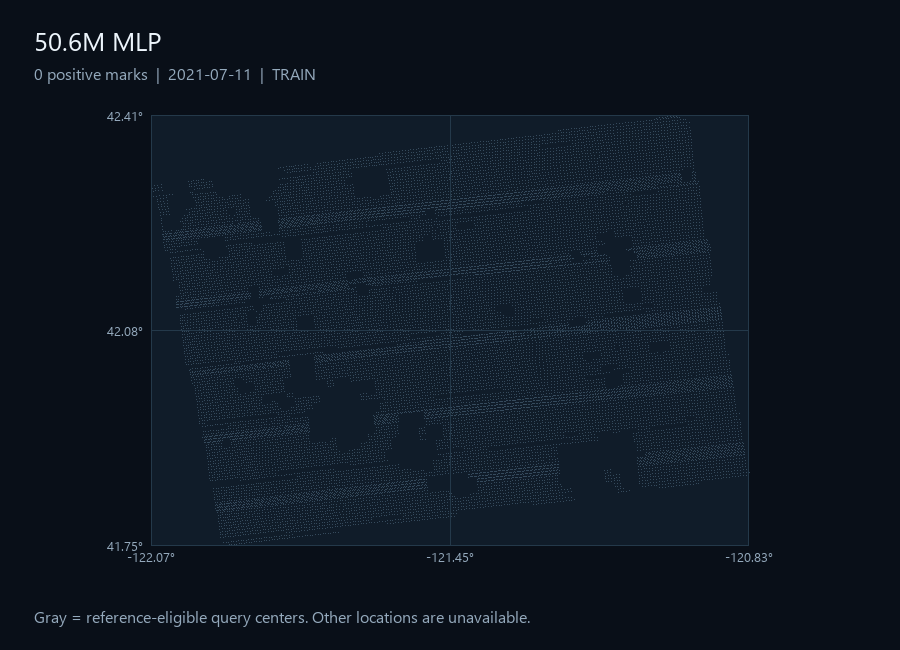 50.6M MLP
0 positive marks | 2021-07-11 | TRAIN
42.41°
42.08°
41.75°
-122.07°
-121.45°
-120.83°
Gray = reference-eligible query centers. Other locations are unavailable.